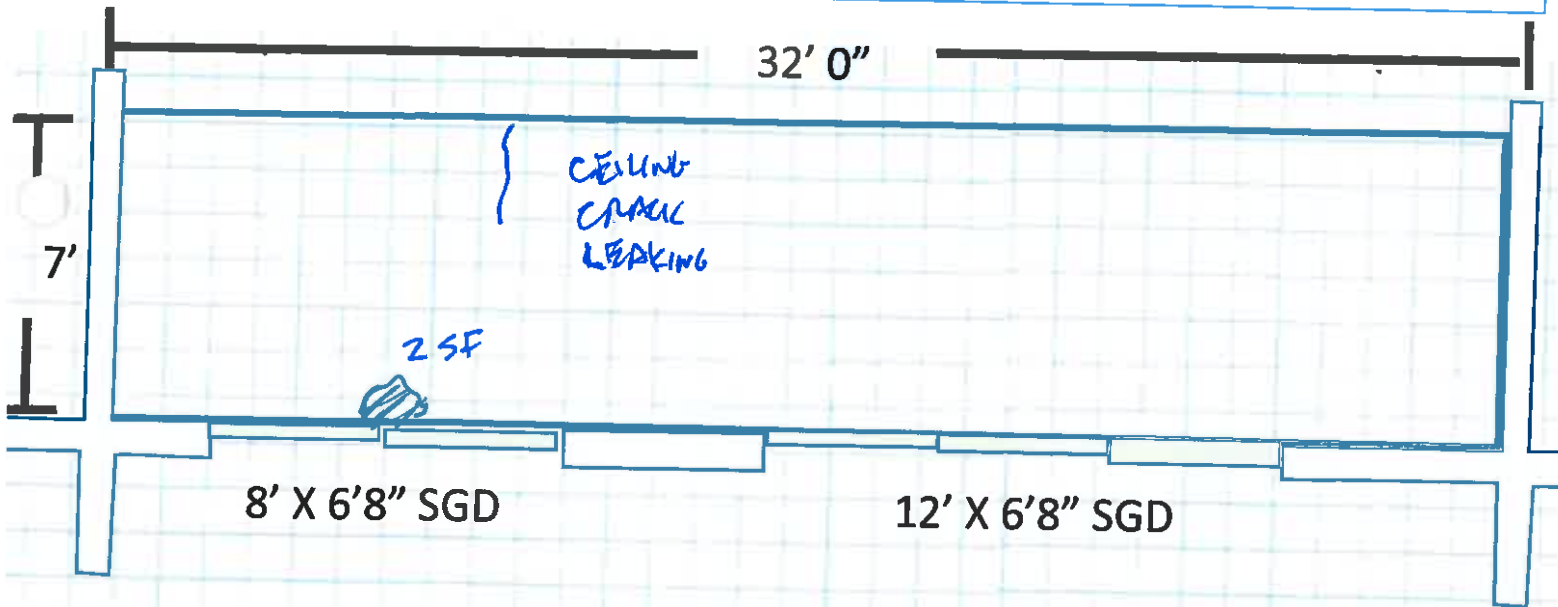 32' 0"
CEILING
CRACK
LEAKING
7'
2 SF
8' X 6'8" SGD
12' X 6'8" SGD